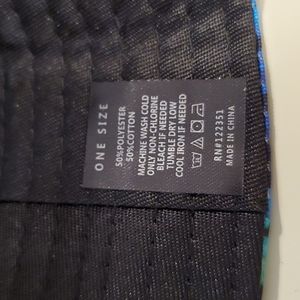 ONE SIZE
50%POLYESTER
50%COTTON
MACHINE WASH COLD
ONLY NON-CHLORINE
BLEACH IF NEEDED
TUMBLE DRY LOW
COOL IRON IF NEEDED
RN#122351
MADE IN CHINA